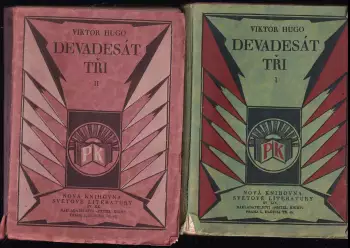 VIKTOR HUGO
DEVADESÁT
TŘI
II
PK
NOVÁ KNIHOVNA
SVĚTOVÉ LITERATURY
VIKTOR HUGO
DEVADESÁT
TŘI
I
PK
NOVÁ KNIHOVNA
SVĚTOVÉ LITERATURY